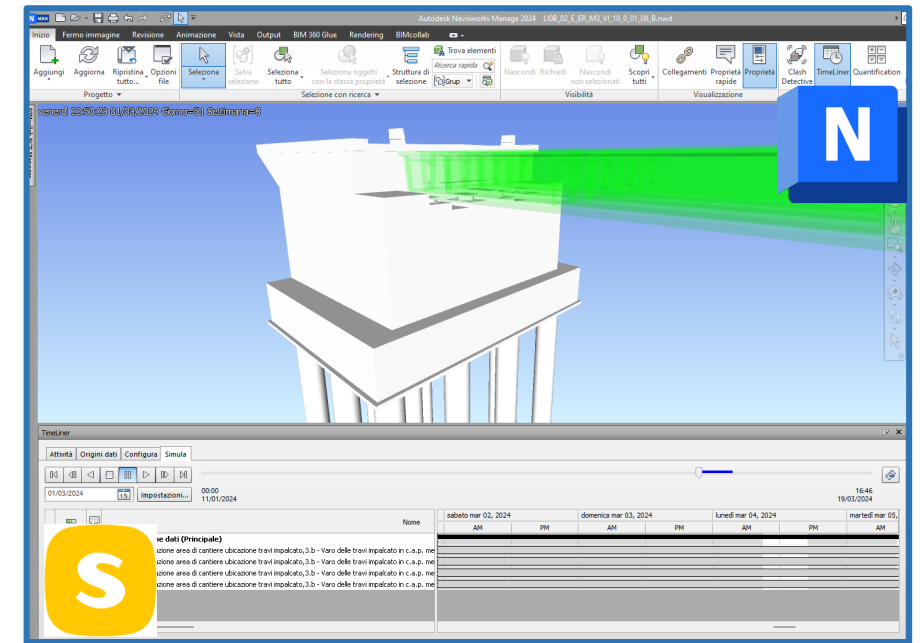 N MAN
Autodesk Navisworks Manage 2024 LI0B_02_E_ER_M3_VI_10_0_01_08_B.nwd
Inizio Fermo immagine Revisione Animazione Vista Output BIM 360 Glue Rendering BIMcollab
Aggiungi Aggiorna Ripristina tutto... Opzioni file Seleziona Salva selezione Seleziona tutto Seleziona oggetti con la stessa proprietà Struttura di selezione
Trova elementi
Ricerca rapida
Grup
Nascondi Richiedi Nascondi non selezionati Scopri tutti Collegamenti Proprietà rapide Proprietà Clash Detective TimeLiner Quantification
Progetto Selezione con ricerca Visibilità Visualizzazione
venerdì 22:50:23 01/03/2024 Giorno=51 Settimana=8
N
TimeLiner
Attività Origini dati Configura Simula
01/03/2024 15 Impostazioni... 00:00 16:46
11/01/2024 19/03/2024
Nome
sabato mar 02, 2024 domenica mar 03, 2024 lunedì mar 04, 2024 martedì mar 05,
AM PM AM PM AM PM AM
ne dati (Principale)
azione area di cantiere ubicazione travi impalcato,3.b - Varo delle travi impalcato in c.a.p. me
azione area di cantiere ubicazione travi impalcato,3.b - Varo delle travi impalcato in c.a.p. me
azione area di cantiere ubicazione travi impalcato,3.b - Varo delle travi impalcato in c.a.p. me
azione area di cantiere ubicazione travi impalcato,3.b - Varo delle travi impalcato in c.a.p. me
S